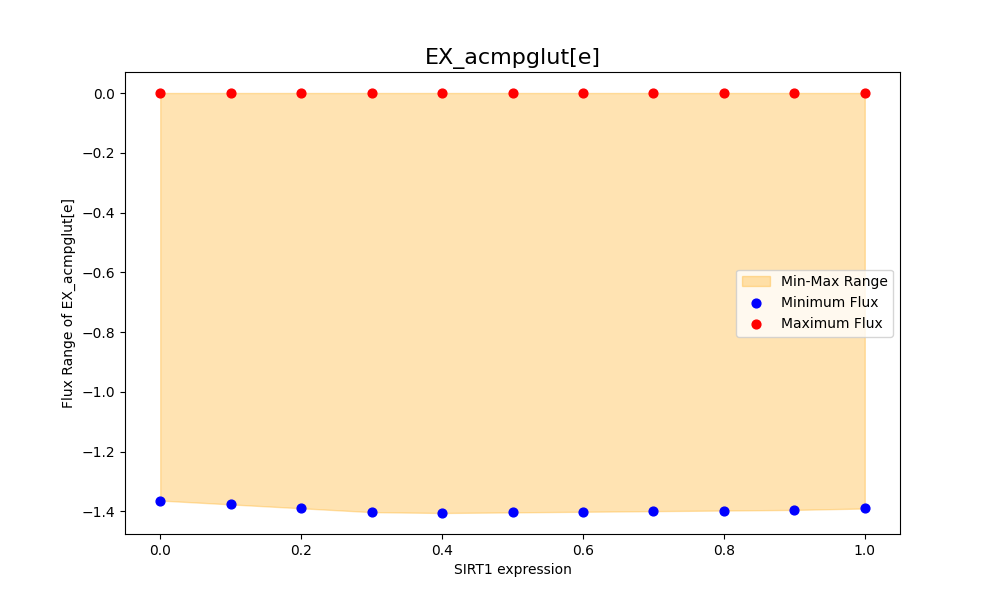 EX_acmpglut[e]
Flux Range of EX_acmpglut[e]
0.0
−0.2
−0.4
−0.6
−0.8
−1.0
−1.2
−1.4
Min-Max Range
Minimum Flux
Maximum Flux
0.0 0.2 0.4 0.6 0.8 1.0
SIRT1 expression